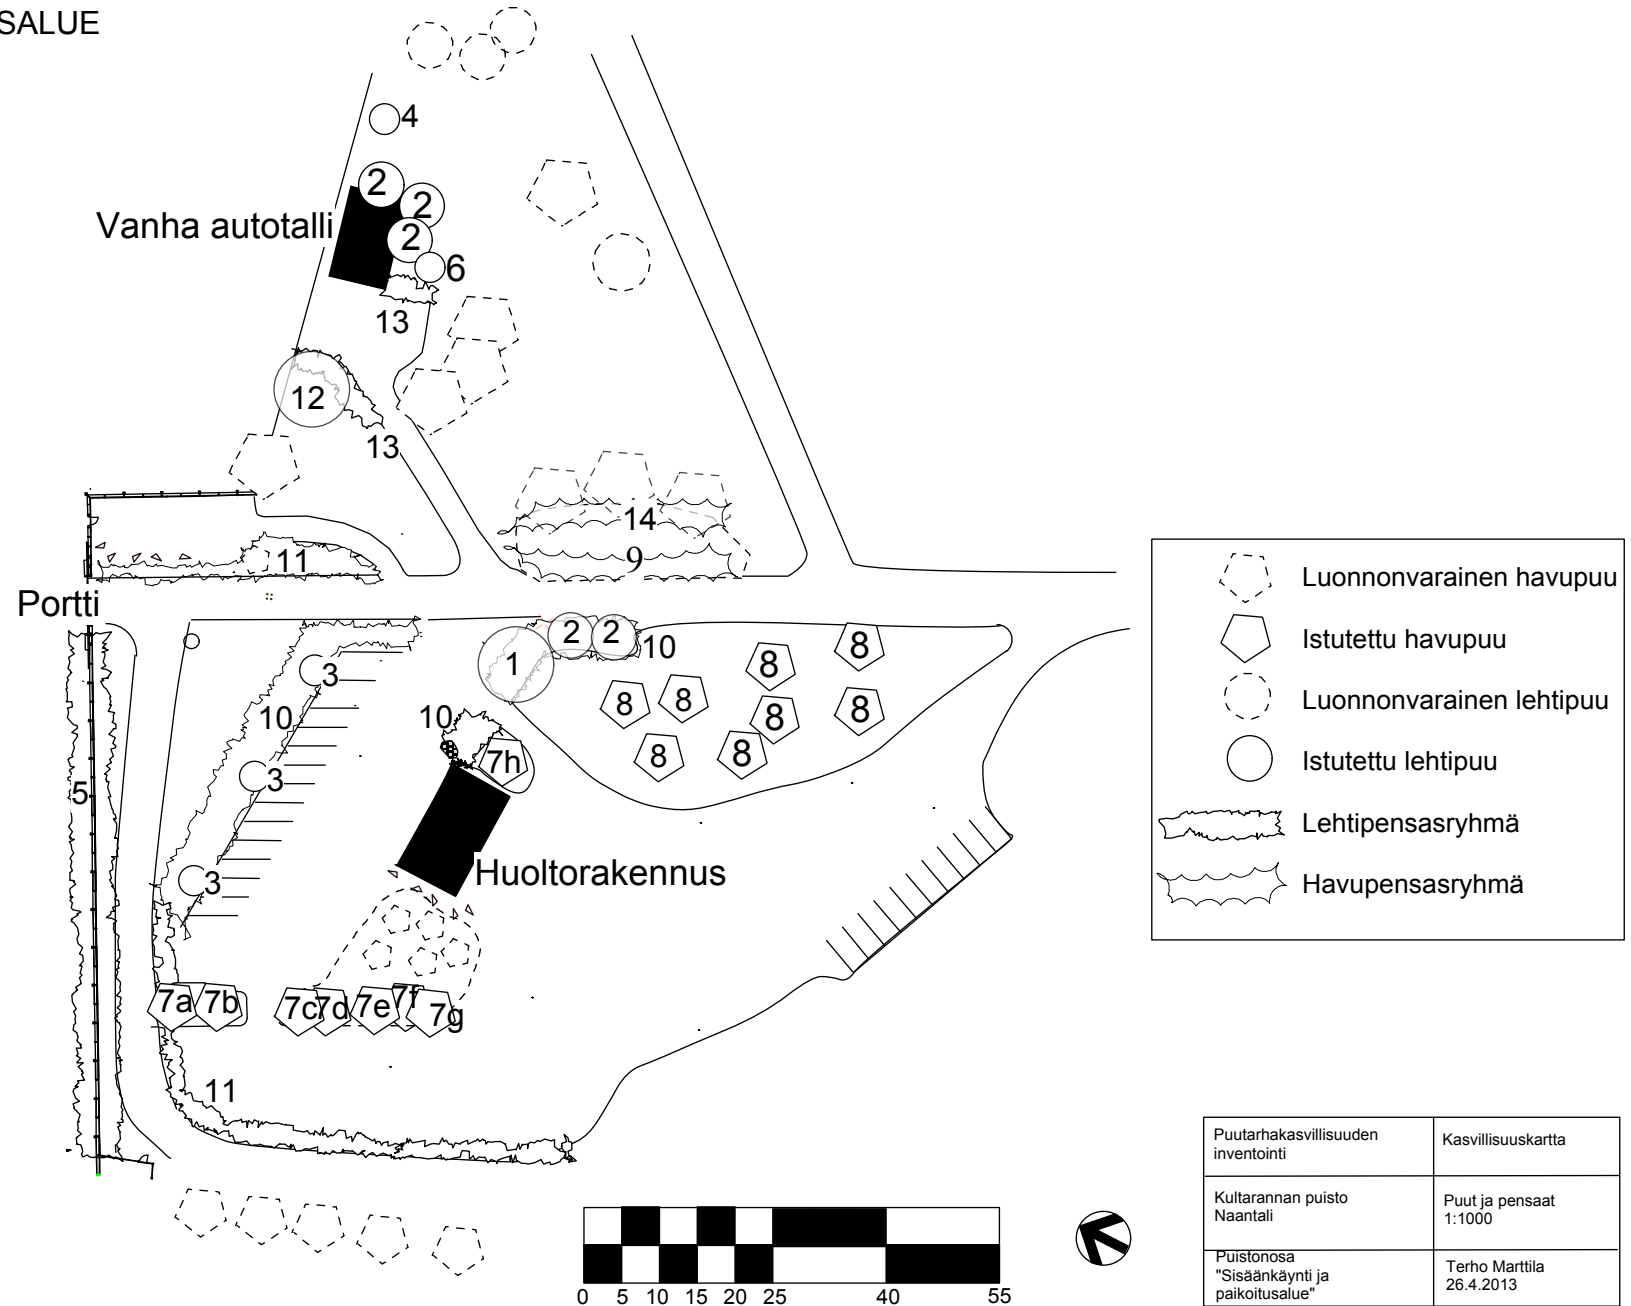 SALUE
4
2
2
Vanha autotalli
2
6
13
12
13
14
9
11
Portti
1
2
2
10
3
10
10
8
8
8
8
8
8
8
8
7h
3
5
3
Huoltorakennus
7a
7b
7c
7d
7e
7f
7g
11
Luonnonvarainen havupuu
Istutettu havupuu
Luonnonvarainen lehtipuu
Istutettu lehtipuu
Lehtipensasryhmä
Havupensasryhmä
0 5 10 15 20 25 40 55
Puutarhakasvillisuuden
inventointi
Kasvillisuuskartta
Kultarannan puisto
Naantali
Puut ja pensaat
1:1000
Puistonosa
"Sisäänkäynti ja
paikoitusalue"
Terho Marttila
26.4.2013